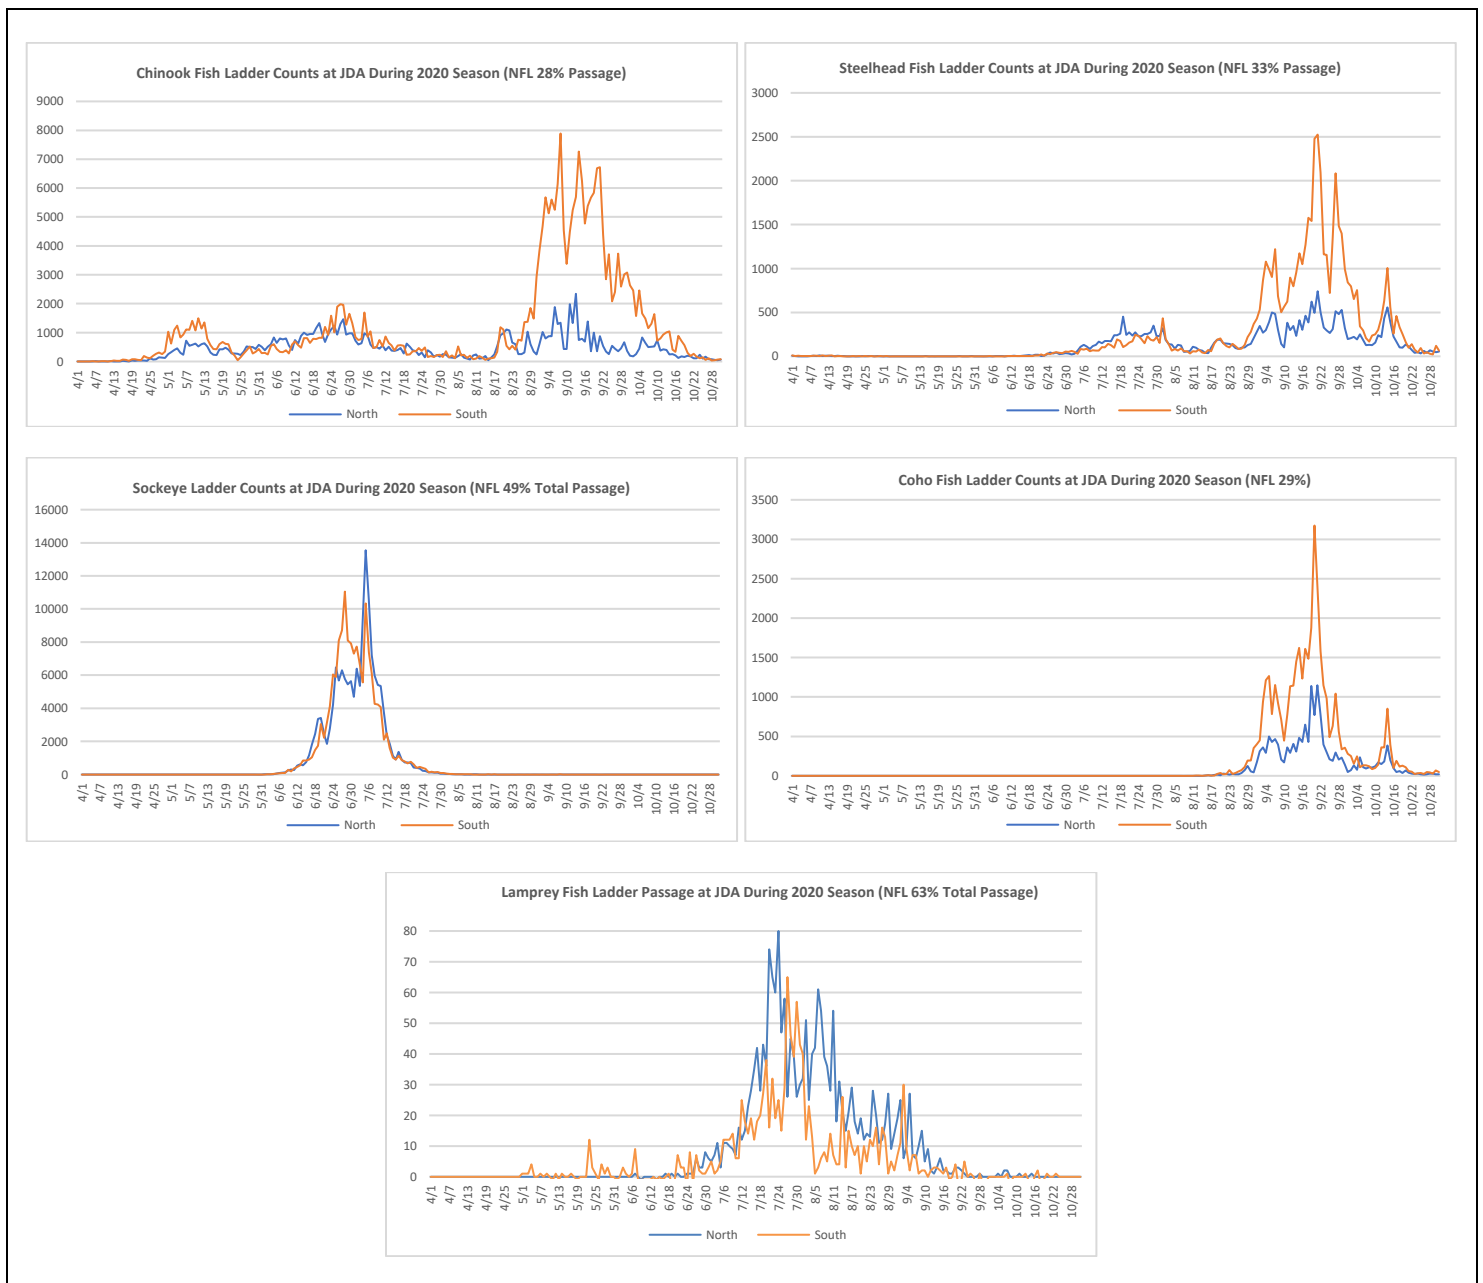 Chinook Fish Ladder Counts at JDA During 2020 Season (NFL 28% Passage)
9000
8000
7000
6000
5000
4000
3000
2000
1000
0
4/1 4/7 4/13 4/19 4/25 5/1 5/7 5/13 5/19 5/25 5/31 6/6 6/12 6/18 6/24 6/30 7/6 7/12 7/18 7/24 7/30 8/5 8/11 8/17 8/23 8/29 9/4 9/10 9/16 9/22 9/28 10/4 10/10 10/16 10/22 10/28
North South
Steelhead Fish Ladder Counts at JDA During 2020 Season (NFL 33% Passage)
3000
2500
2000
1500
1000
500
0
4/1 4/7 4/13 4/19 4/25 5/1 5/7 5/13 5/19 5/25 5/31 6/6 6/12 6/18 6/24 6/30 7/6 7/12 7/18 7/24 7/30 8/5 8/11 8/17 8/23 8/29 9/4 9/10 9/16 9/22 9/28 10/4 10/10 10/16 10/22 10/28
North South
Sockeye Ladder Counts at JDA During 2020 Season (NFL 49% Total Passage)
16000
14000
12000
10000
8000
6000
4000
2000
0
4/1 4/7 4/13 4/19 4/25 5/1 5/7 5/13 5/19 5/25 5/31 6/6 6/12 6/18 6/24 6/30 7/6 7/12 7/18 7/24 7/30 8/5 8/11 8/17 8/23 8/29 9/4 9/10 9/16 9/22 9/28 10/4 10/10 10/16 10/22 10/28
North South
Coho Fish Ladder Counts at JDA During 2020 Season (NFL 29%)
3500
3000
2500
2000
1500
1000
500
0
4/1 4/7 4/13 4/19 4/25 5/1 5/7 5/13 5/19 5/25 5/31 6/6 6/12 6/18 6/24 6/30 7/6 7/12 7/18 7/24 7/30 8/5 8/11 8/17 8/23 8/29 9/4 9/10 9/16 9/22 9/28 10/4 10/10 10/16 10/22 10/28
North South
Lamprey Fish Ladder Passage at JDA During 2020 Season (NFL 63% Total Passage)
80
70
60
50
40
30
20
10
0
4/1 4/7 4/13 4/19 4/25 5/1 5/7 5/13 5/19 5/25 5/31 6/6 6/12 6/18 6/24 6/30 7/6 7/12 7/18 7/24 7/30 8/5 8/11 8/17 8/23 8/29 9/4 9/10 9/16 9/22 9/28 10/4 10/10 10/16 10/22 10/28
North South